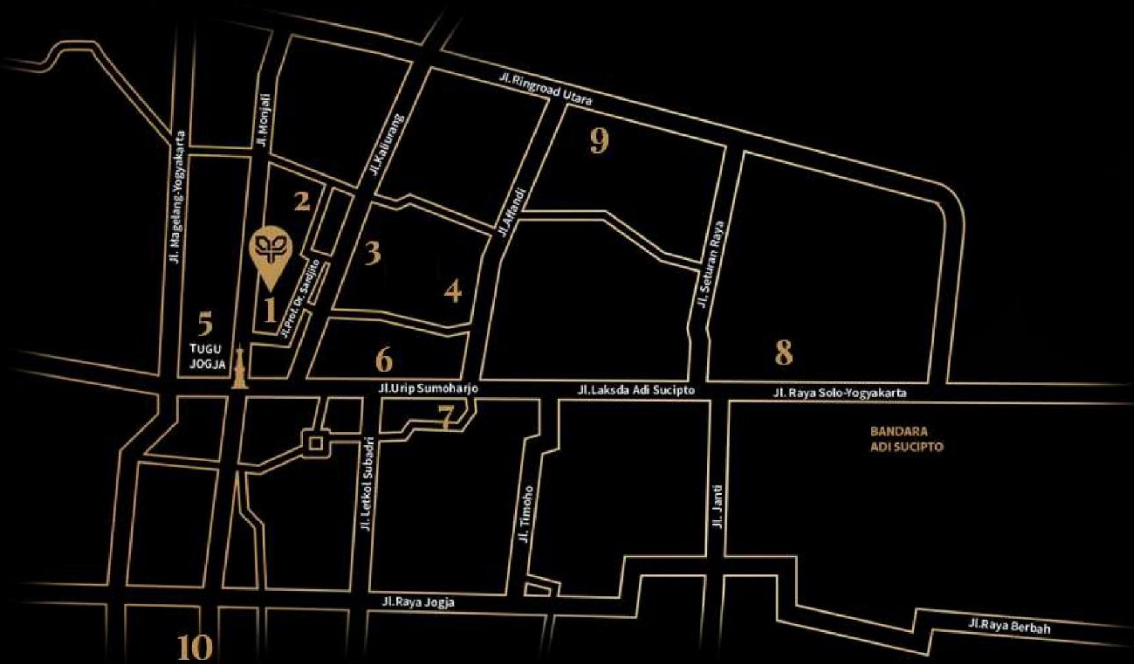 Jl.Ringroad Utara
9
Jl.Monjali
Jl.Kaliurang
Jl. Magelang-Yogyakarta
2
Jl.Affandi
3
Jl. Seturan Raya
4
1
Jl.Prof. Dr. Sardjito
5
TUGU
JOGJA
6
8
Jl.Urip Sumoharjo
Jl.Laksda Adi Sucipto
Jl. Raya Solo-Yogyakarta
7
BANDARA
ADI SUCIPTO
Jl. Letkol Subadri
Jl. Timoho
Jl. Janti
Jl.Raya Jogja
Jl.Raya Berbah
10